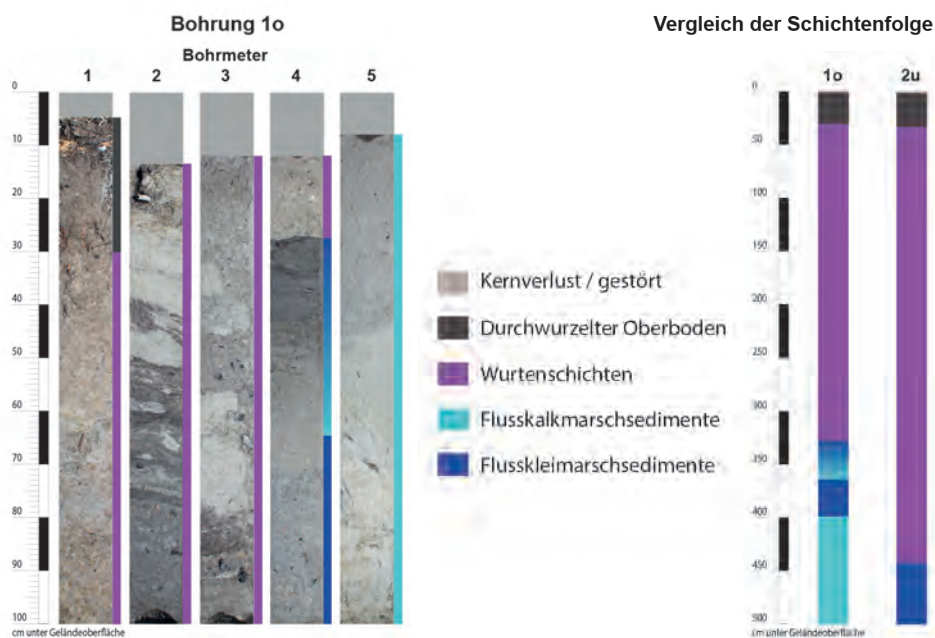 Bohrung 1o
Bohrmeter
1 2 3 4 5
0
10
20
30
40
50
60
70
80
90
100
cm unter Geländeoberfläche
Kernverlust / gestört
Durchwurzelter Oberboden
Wurtenschichten
Flusskalkmarschsedimente
Flusskleimarschsedimente
Vergleich der Schichtenfolge
1o 2u
0
50
100
150
200
250
300
350
400
450
500
cm unter Geländeoberfläche